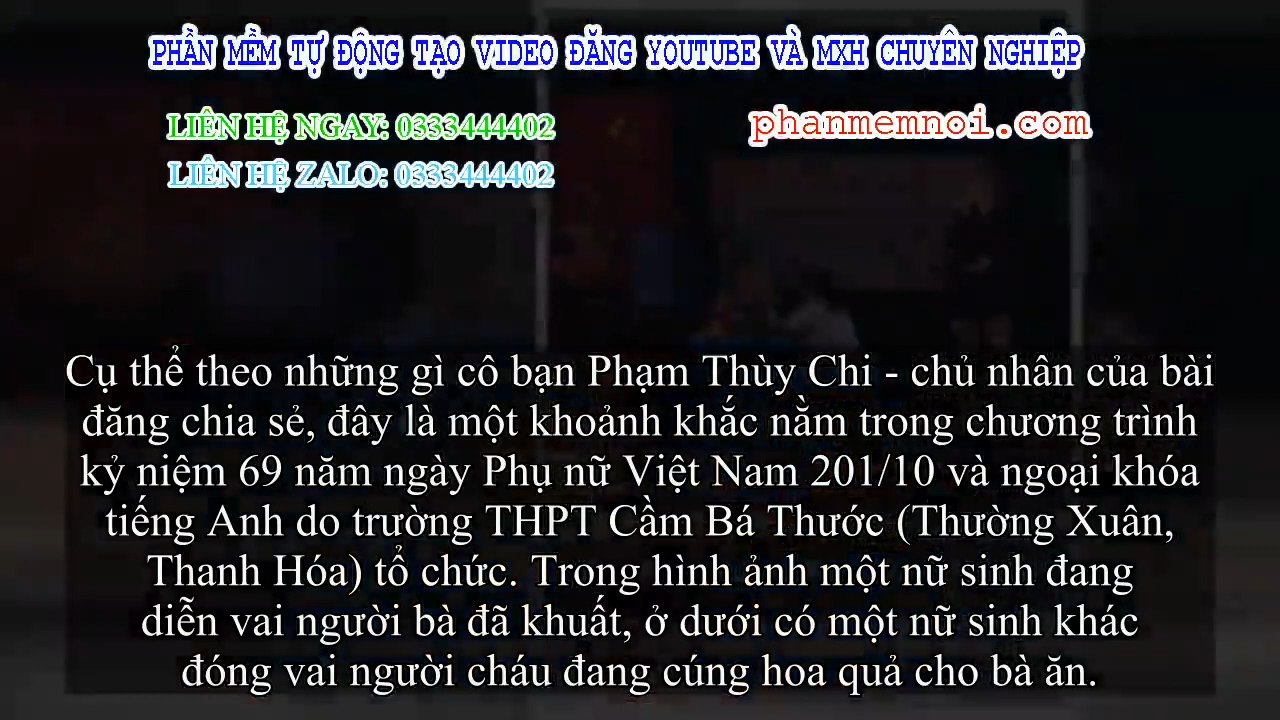 PHẦN MỀM TỰ ĐỘNG TẠO VIDEO ĐĂNG YOUTUBE VÀ MXH CHUYÊN NGHIỆP
LIÊN HỆ NGAY: 0333444402
phanmemnoi.com
LIÊN HỆ ZALO: 0333444402
Cụ thể theo những gì cô bạn Phạm Thùy Chi - chủ nhân của bài
đăng chia sẻ, đây là một khoảnh khắc nằm trong chương trình
kỷ niệm 69 năm ngày Phụ nữ Việt Nam 201/10 và ngoại khóa
tiếng Anh do trường THPT Cầm Bá Thước (Thường Xuân,
Thanh Hóa) tổ chức. Trong hình ảnh một nữ sinh đang
diễn vai người bà đã khuất, ở dưới có một nữ sinh khác
đóng vai người cháu đang cúng hoa quả cho bà ăn.